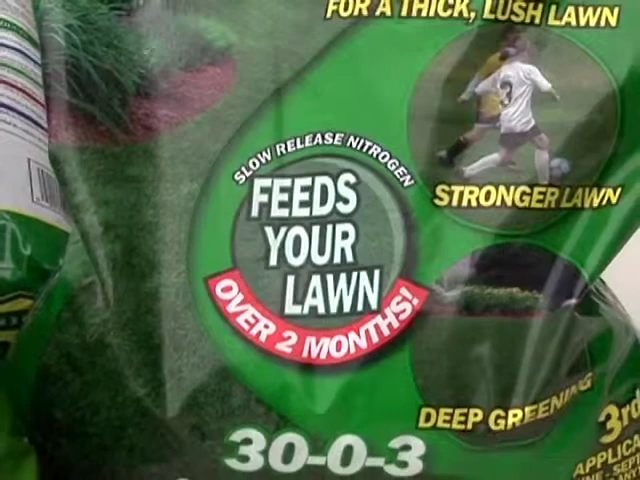 FOR A THICK, LUSH LAWN
3
STRONGER LAWN
SLOW RELEASE NITROGEN
FEEDS
YOUR
LAWN
OVER 2 MONTHS!
DEEP GREENING
30-0-3
3rd